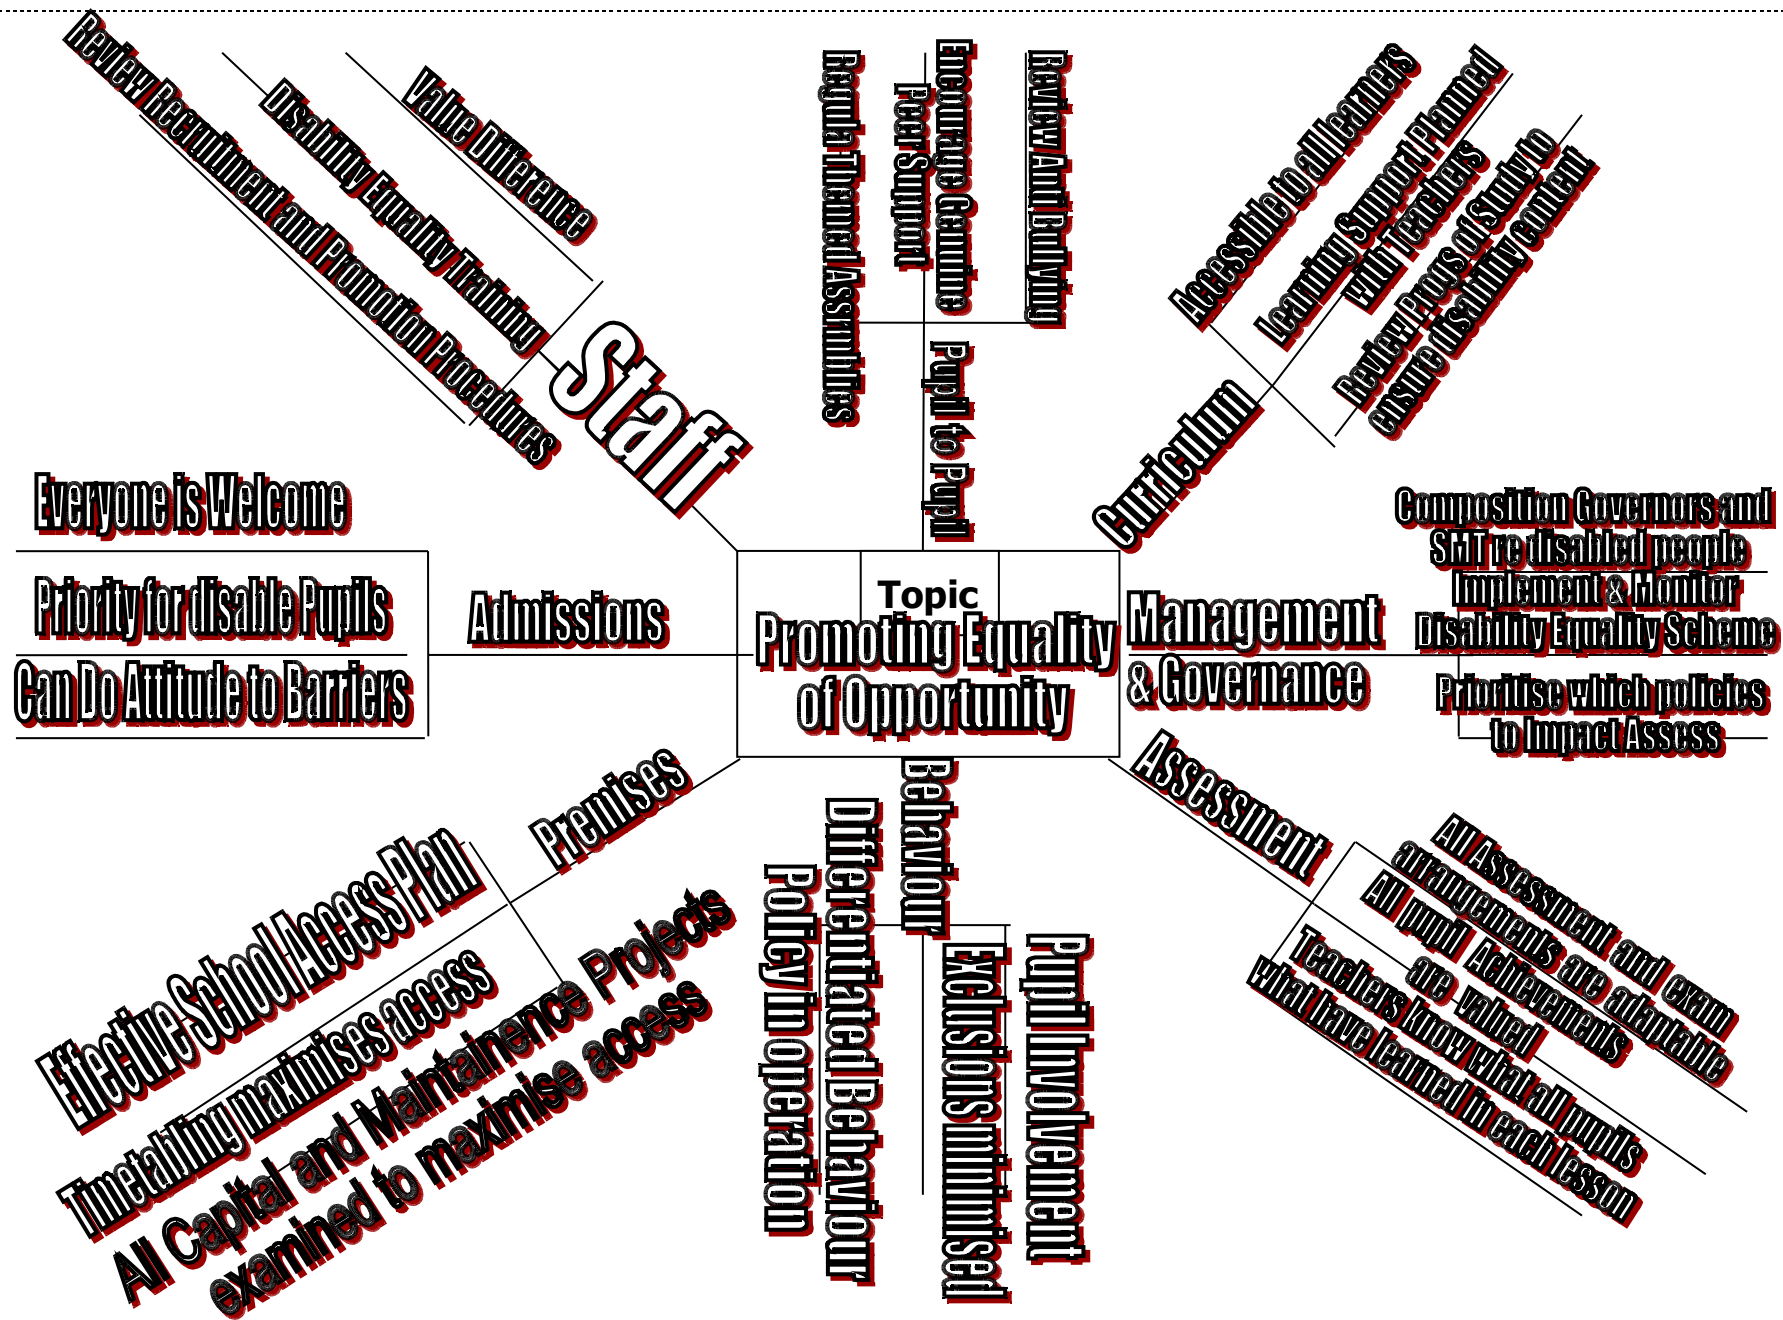 Review Recruitment and Promotion Procedures
Disability Equality Training
Value Difference
Staff
Regula Themed Assmidlies
Encourage Genuine
Peer Support
Review Anti Bullying
Pupil to Pupil
Accessible to all learners
Learning Support Planned
with Teachers
Review Progs of study to
ensure disability content
Curriculum
Everyone is Welcome
Priority for disable Pupils
Can Do Attitude to Barriers
Admissions
Topic
Promoting Equality
of Opportunity
Management
& Governance
Composition Governors and
SMT re disabled people
Implement & Monitor
Disability Equality Scheme
Prioritise which policies
to Impact Assess
Premises
Effective School Access Plan
Timetabling maximises access
All Capital and Maintainence Projects
examined to maximise access
Behaviour
Differentiated Behaviour
Policy in operation
Exclusions minimised
Pupil Involvement
Assessment
All Assessment and exam
arrangements are adaptable
All pupil Achievements
are valued
Teachers know what all pupils
what have learned in each lesson